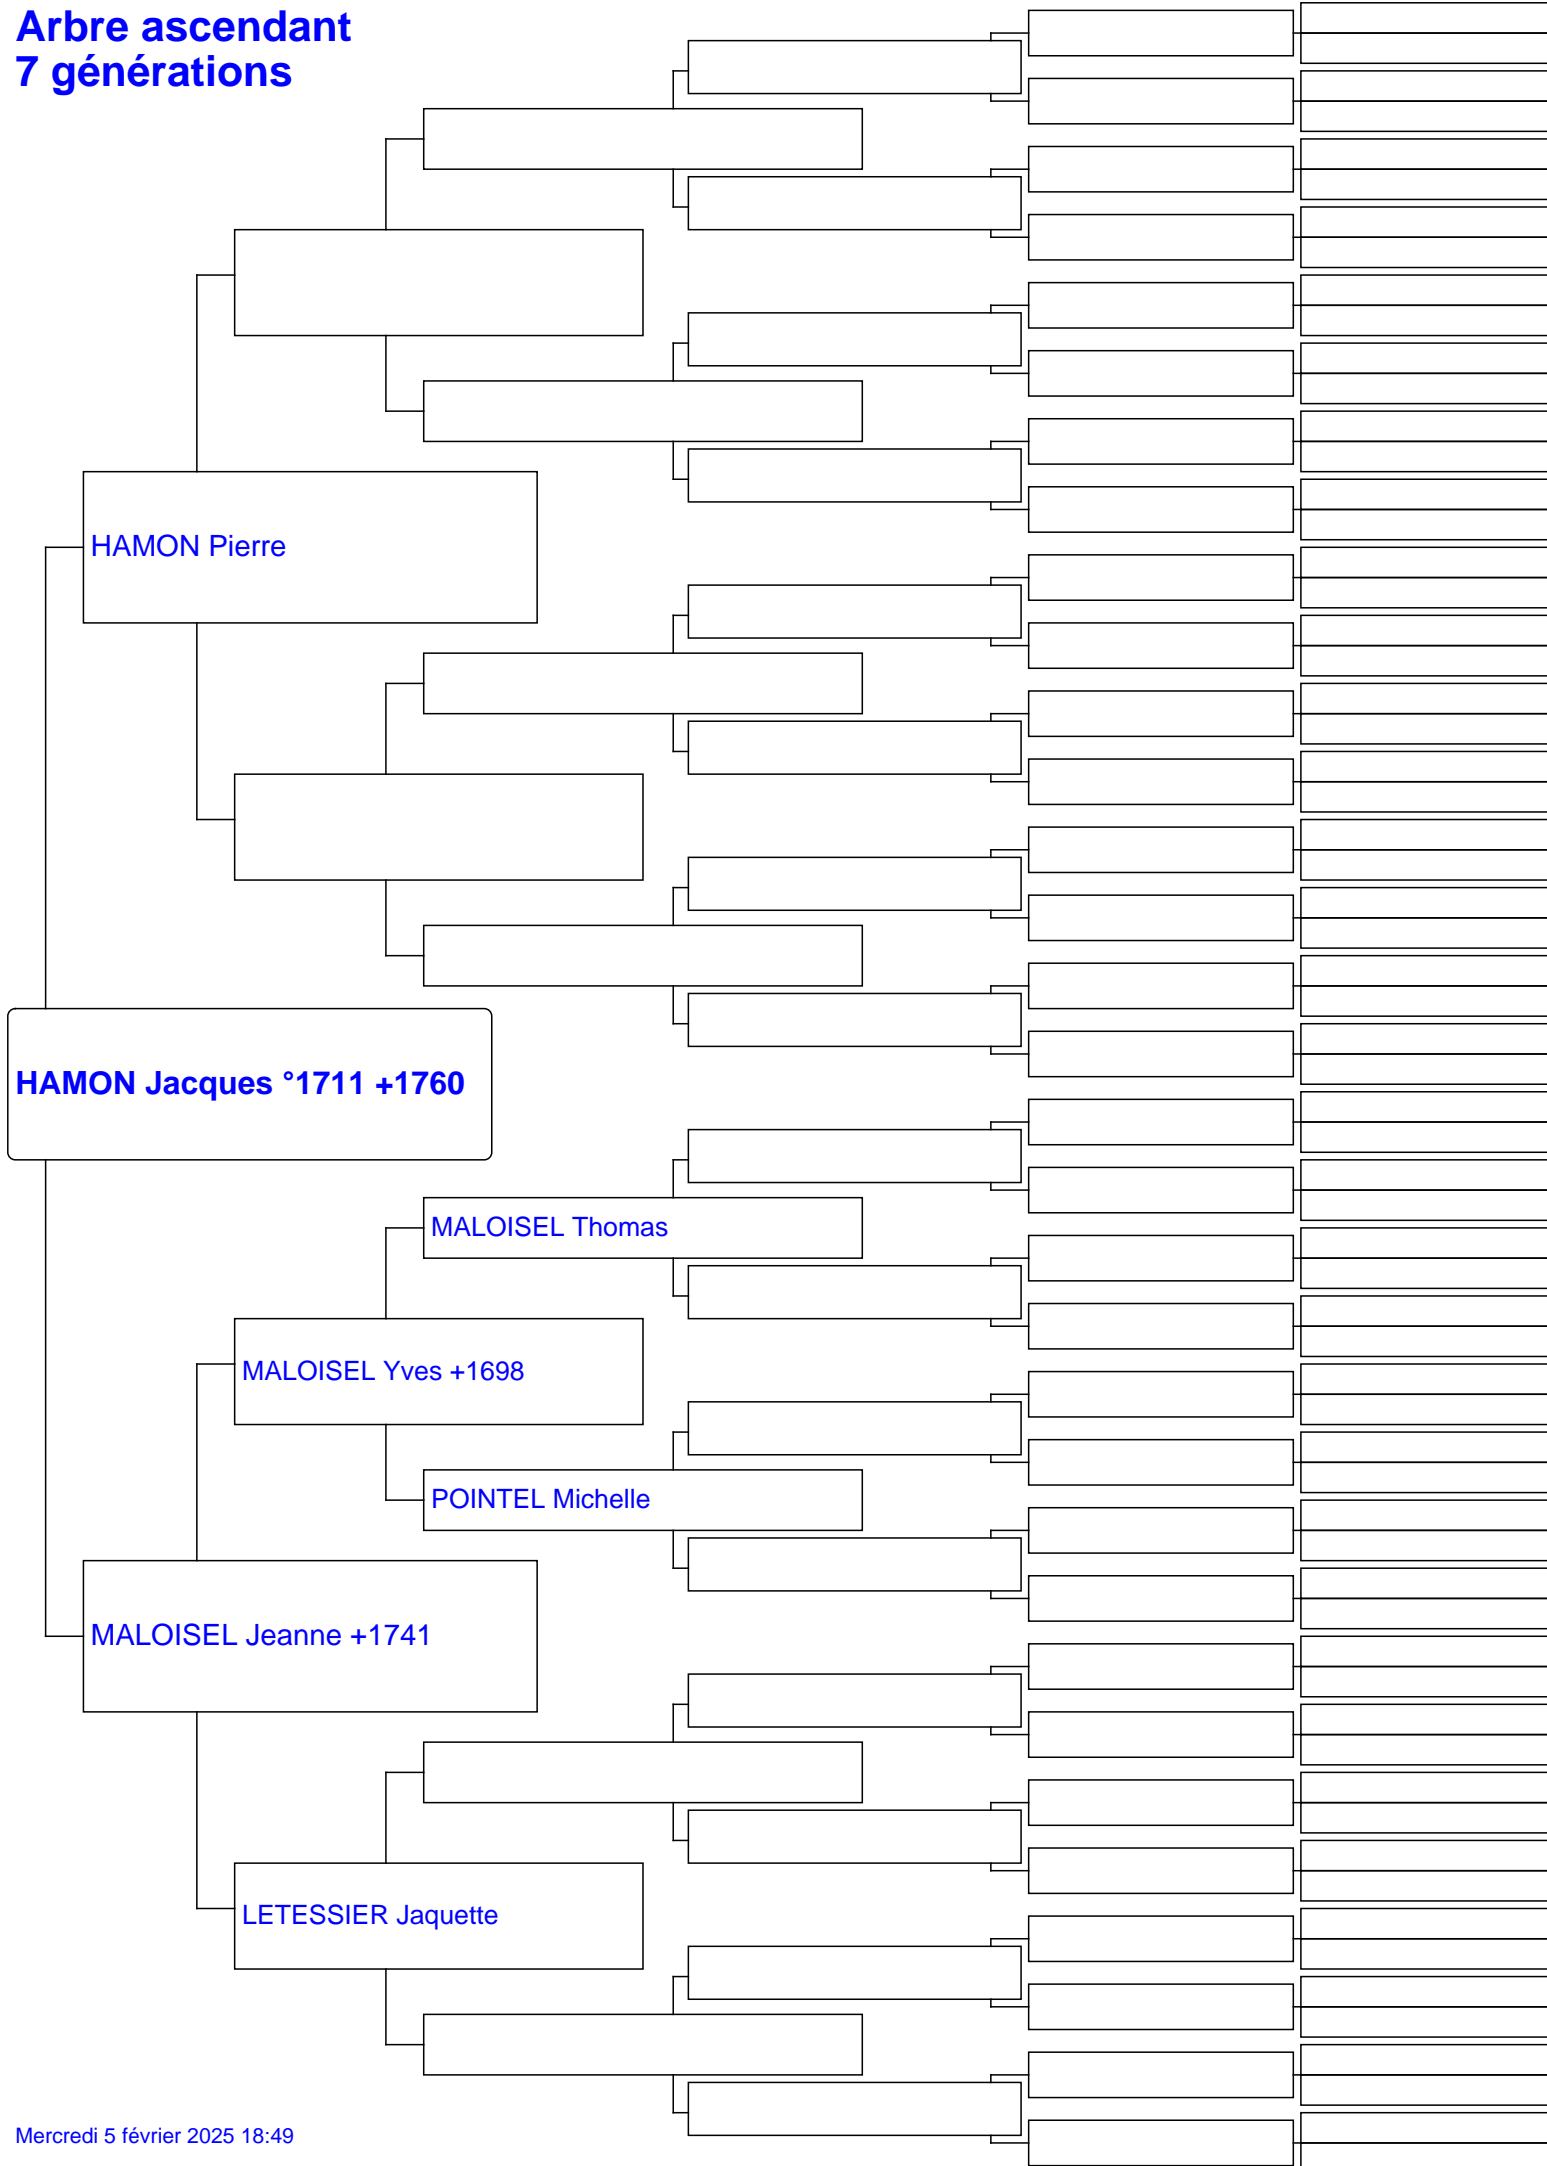 Arbre ascendant
7 générations
HAMON Pierre
HAMON Jacques °1711 +1760
MALOISEL Thomas
MALOISEL Yves +1698
POINTEL Michelle
MALOISEL Jeanne +1741
LETESSIER Jaquette
Mercredi 5 février 2025 18:49